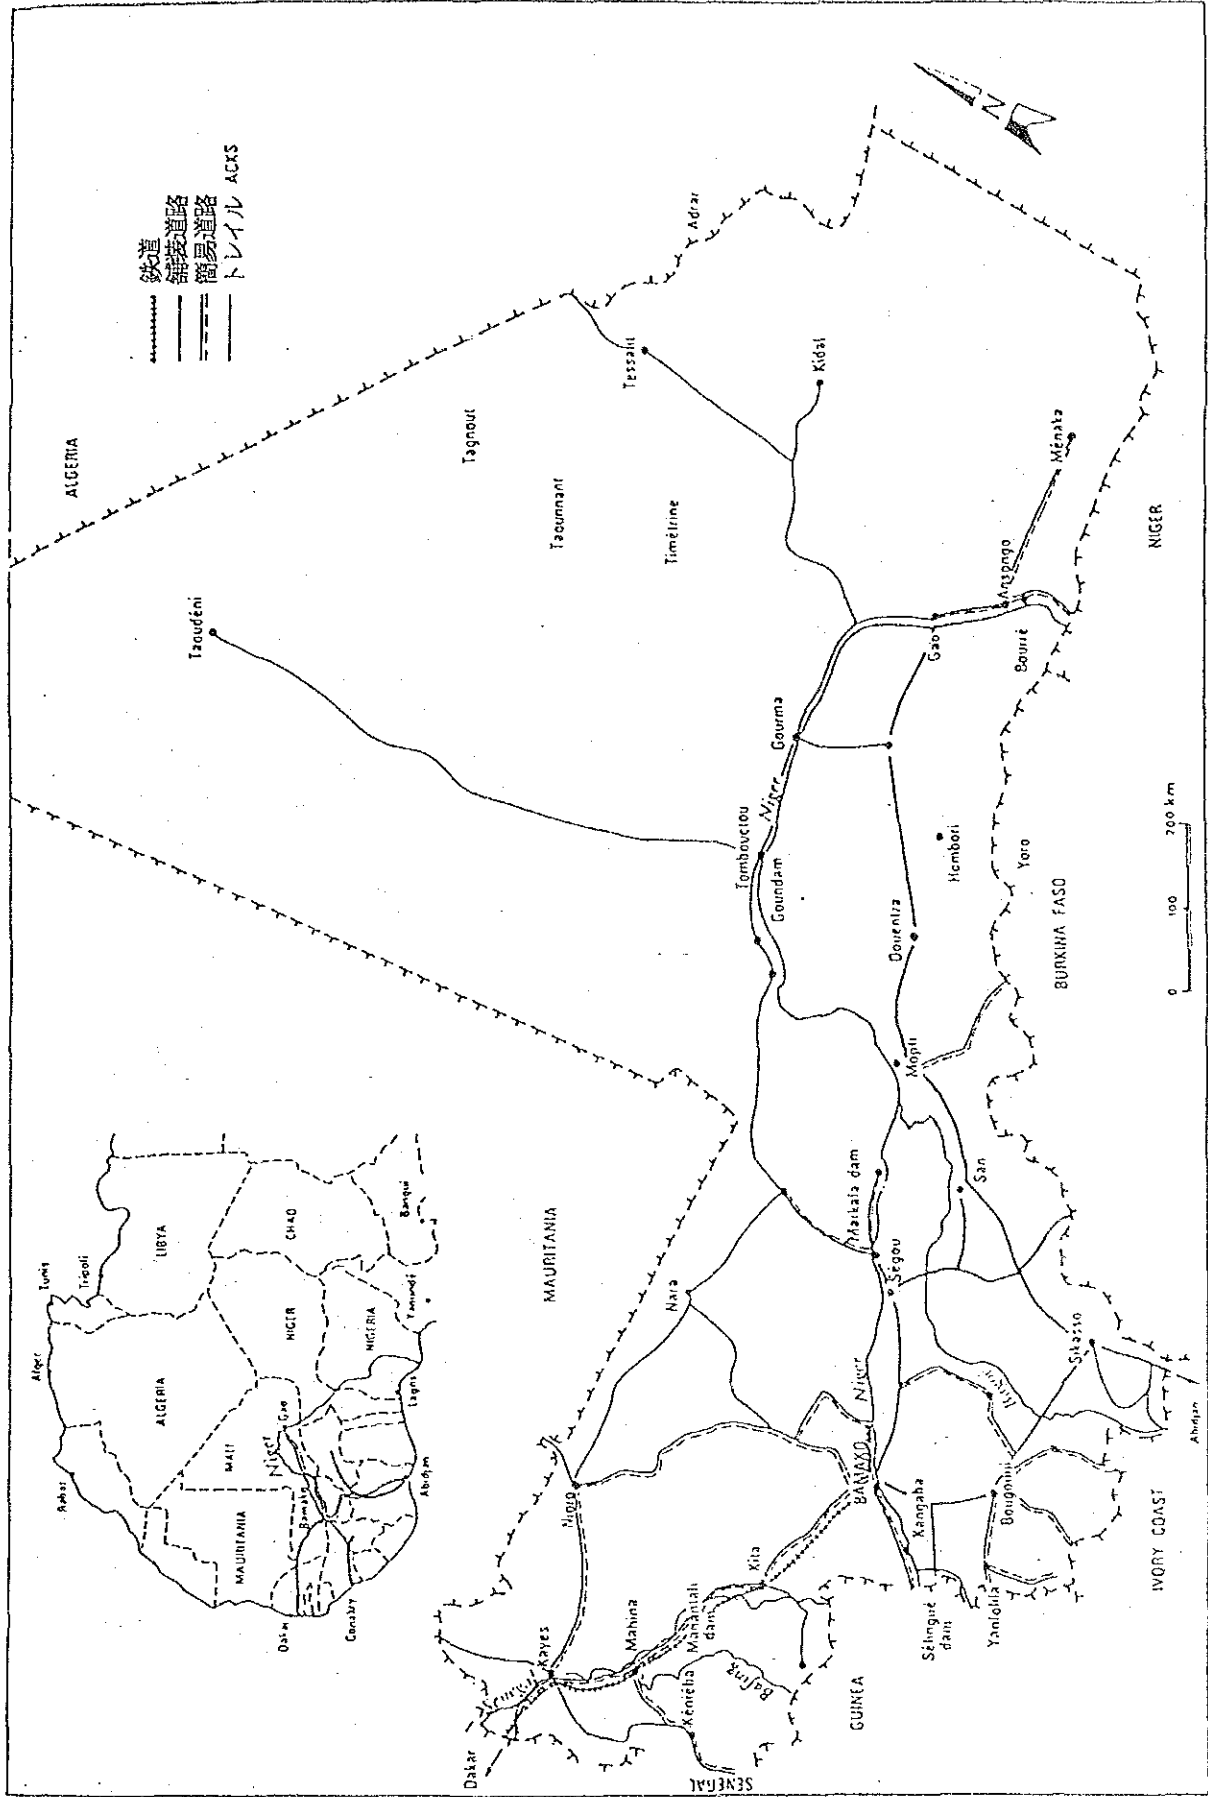 鉄道
舗装道路
簡易道路
トレイル ACKS
Alger
Tunis
Tripoli
Rabat
ALGERIA
LIBYA
MAURITANIA
MALI
NIGER
CHAD
Niger
Gao
Dakar
Bamako
NIGERIA
Conakry
Abidjan
Lagos
Yaoundé
Bangui
ALGERIA
Taoudéni
Tagnout
Taounnant
Timétrine
Tessalit
Adrar
Kidal
MAURITANIA
Tombouctou
Goundam
Niger
Gourma
Gao
Ansongo
Ménaka
Bourré
NIGER
Douentza
Hombori
Yoro
BURKINA FASO
Mopti
Markala dam
Ségou
San
Nara
Nioro
Niger
BAMAKO
Kangaba
Sikasso
Bougouni
Yanfolila
Sélingué dam
Kita
Manantali dam
Mahina
Kayes
Kéniéba
Bafing
Dakar
SENEGAL
GUINEA
IVORY COAST
Abidjan
0 100 200 km
N